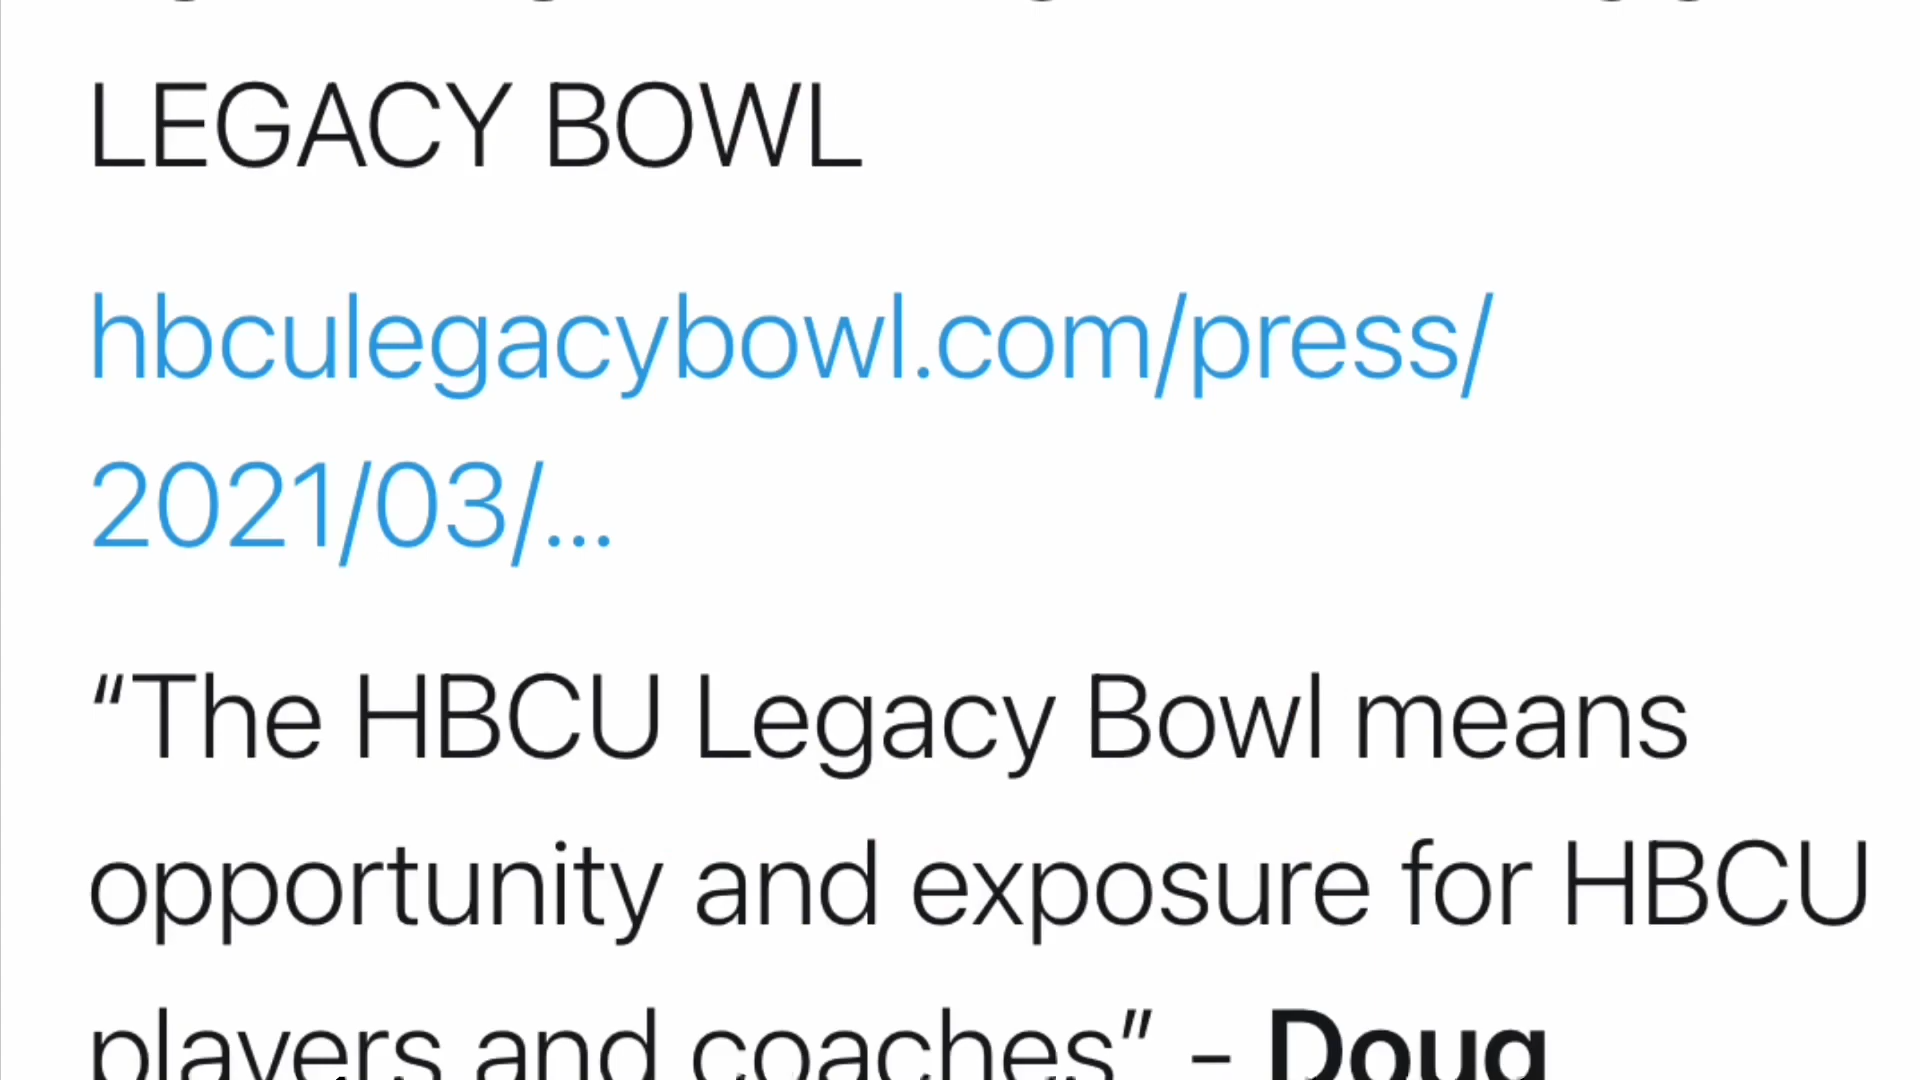 LEGACY BOWL
hbculegacybowl.com/press/
2021/03/...
“The HBCU Legacy Bowl means
opportunity and exposure for HBCU
players and coaches” - Doug